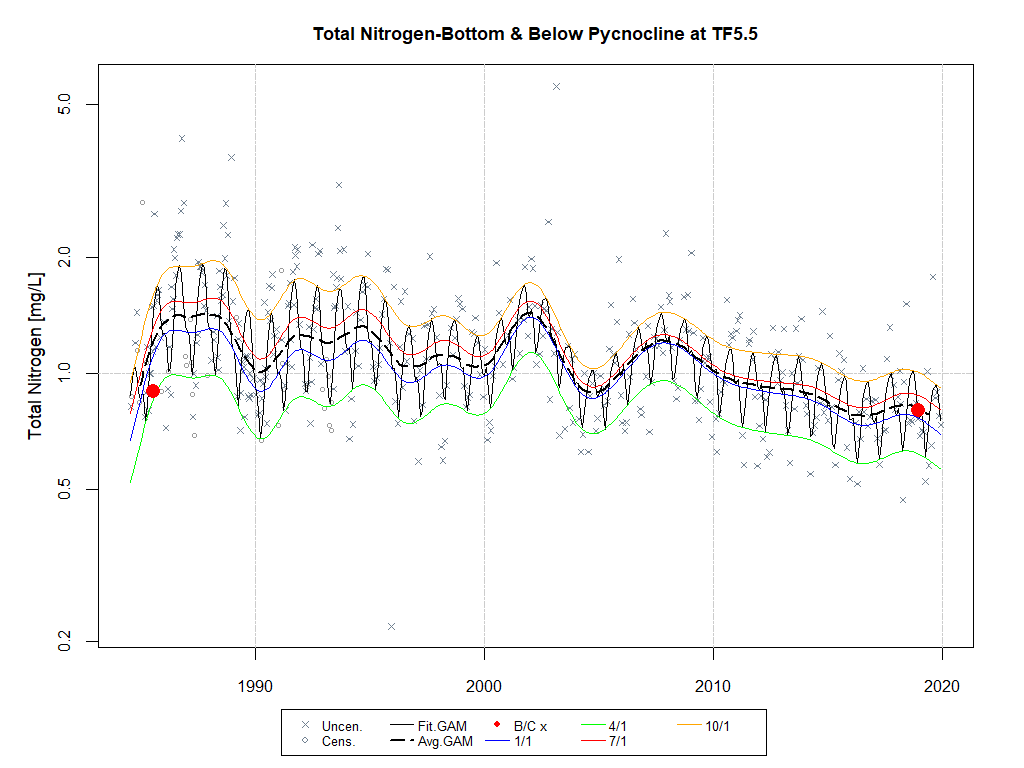 Total Nitrogen-Bottom & Below Pycnocline at TF5.5
Total Nitrogen [mg/L]
5.0
2.0
1.0
0.5
0.2
1990 2000 2010 2020
Uncen. Fit.GAM B/C x 4/1 10/1
Cens. Avg.GAM 1/1 7/1